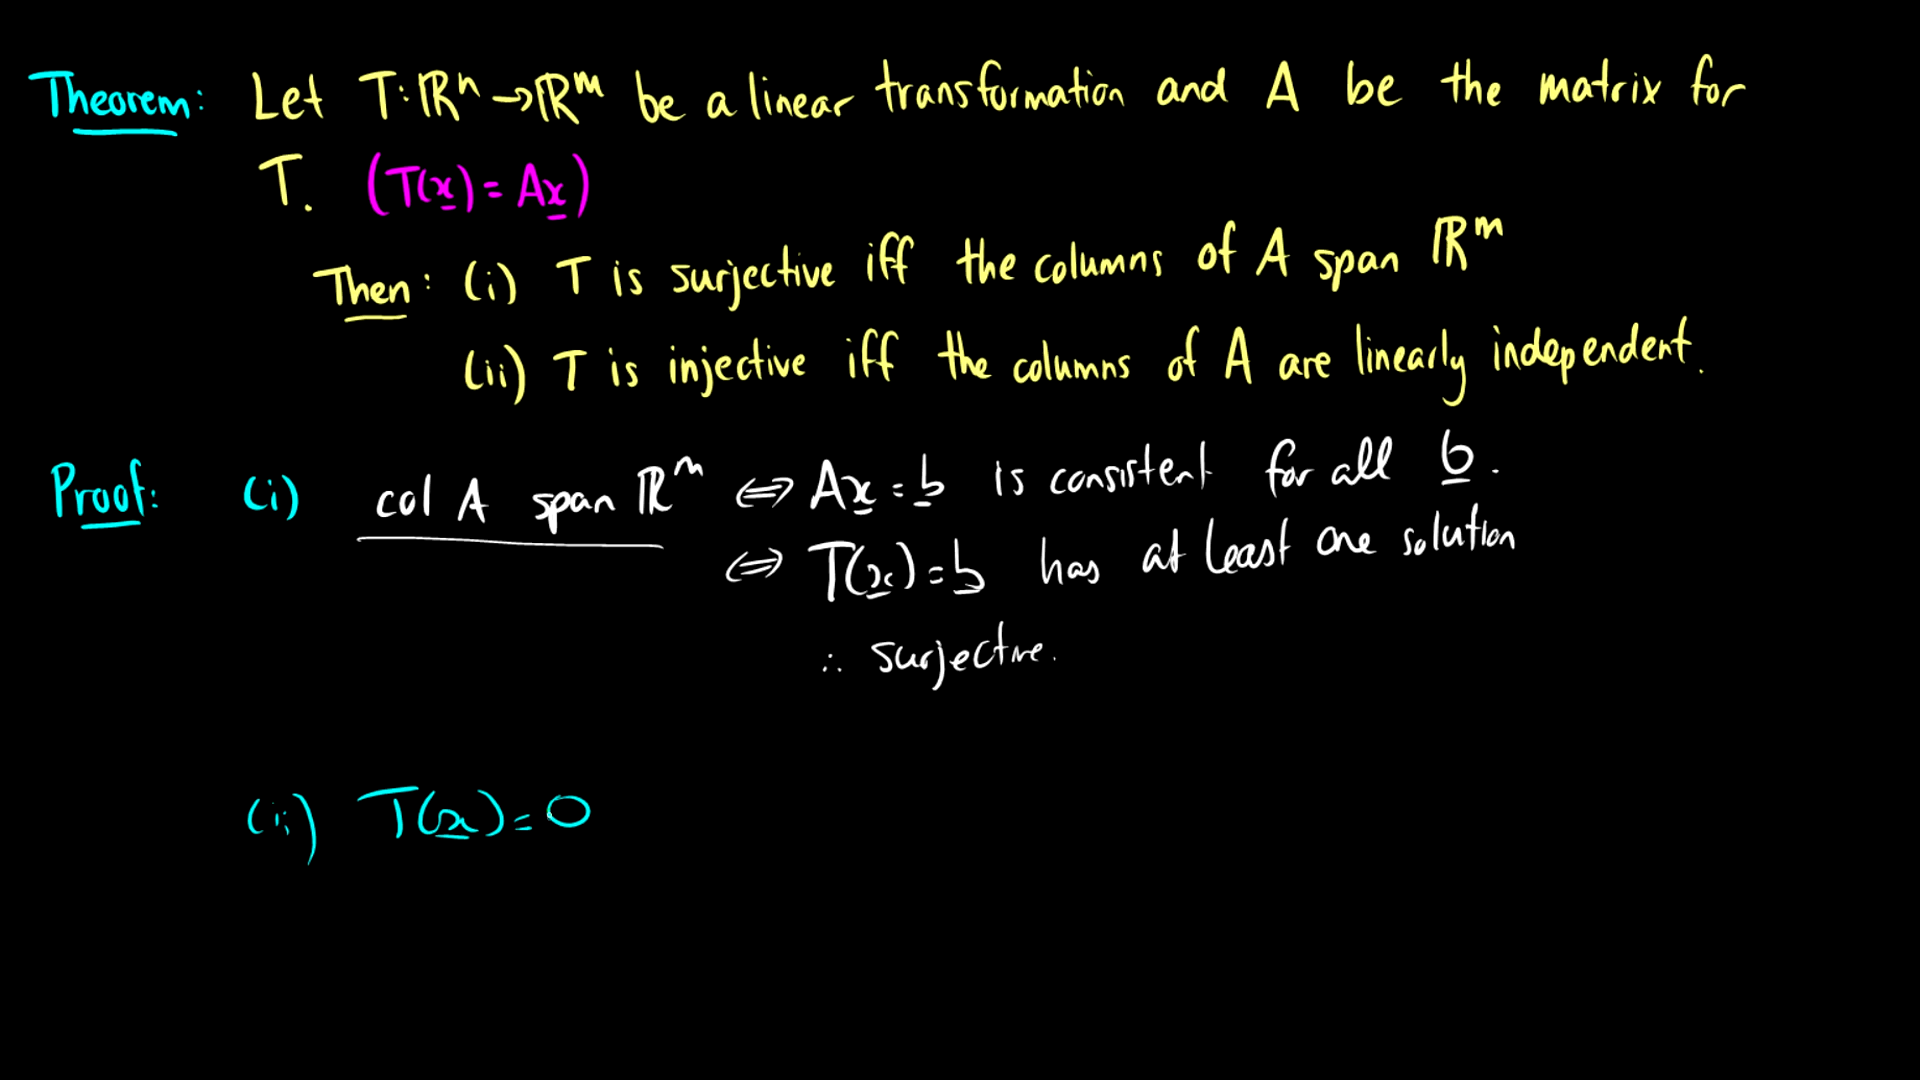 Theorem: Let T: ℝⁿ → ℝᵐ be a linear transformation and A be the matrix for
T. (T(x) = Ax)
Then: (i) T is surjective iff the columns of A span ℝᵐ
(ii) T is injective iff the columns of A are linearly independent.
Proof: (i) col A span ℝᵐ ⇔ Ax = b is consistent for all b.
⇔ T(x) = b has at least one solution
∴ surjective.
(ii) T(x) = 0